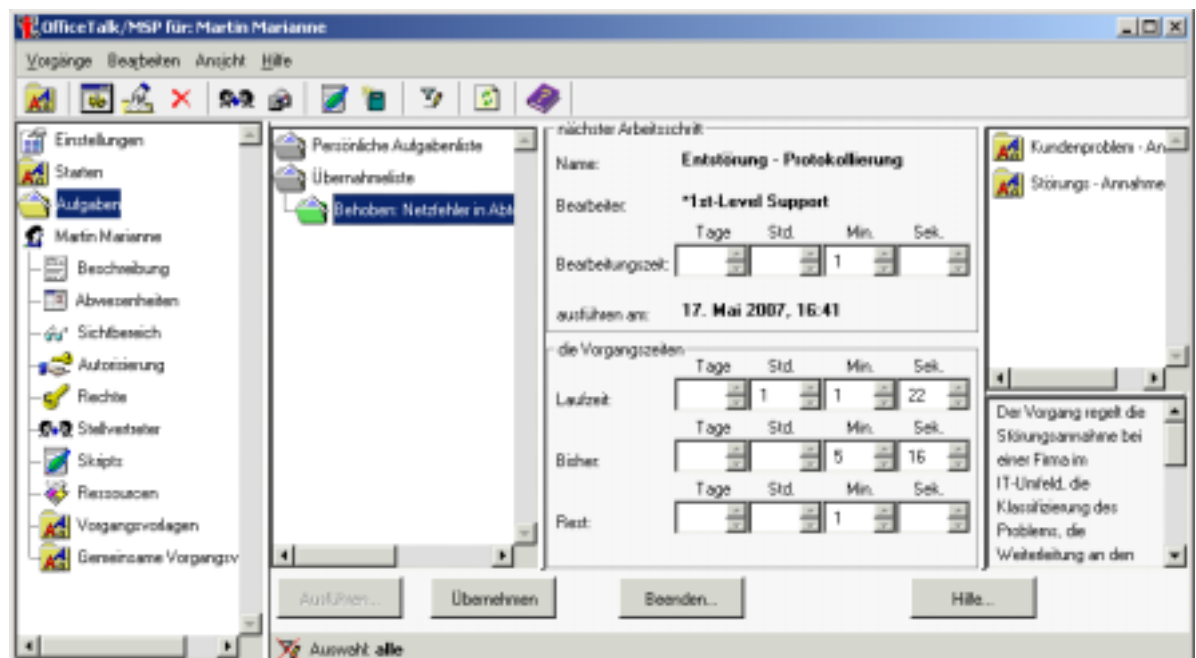 OfficeTalk/MSP für: Martin Marianne
Vorgänge Bearbeiten Ansicht Hilfe
Einstellungen
Starten
Aufgaben
Martin Marianne
Beschreibung
Abwesenheiten
Sichtbereich
Autorisierung
Rechte
Stellvertreter
Skripts
Ressourcen
Vorgangsvorlagen
Gemeinsame Vorgangsv
Persönliche Aufgabenliste
Übernahmeliste
Behoben: Netzfehler in Abt
nächster Arbeitsschritt
Name: Entstörung - Protokollierung
Bearbeiter: *1st-Level Support
Tage Std. Min. Sek.
Bearbeitungszeit: 1
ausführen am: 17. Mai 2007, 16:41
die Vorgangszeiten
Tage Std. Min. Sek.
Laufzeit: 1 1 22
Tage Std. Min. Sek.
Bisher: 5 16
Tage Std. Min. Sek.
Rest: 1
Kundenproblem - An
Störungs - Annahme
Der Vorgang regelt die
Störungsannahme bei
einer Firma im
IT-Umfeld, die
Klassifizierung des
Problems, die
Weiterleitung an den
Ausführen... Übernehmen Beenden... Hilfe...
Auswahl: alle